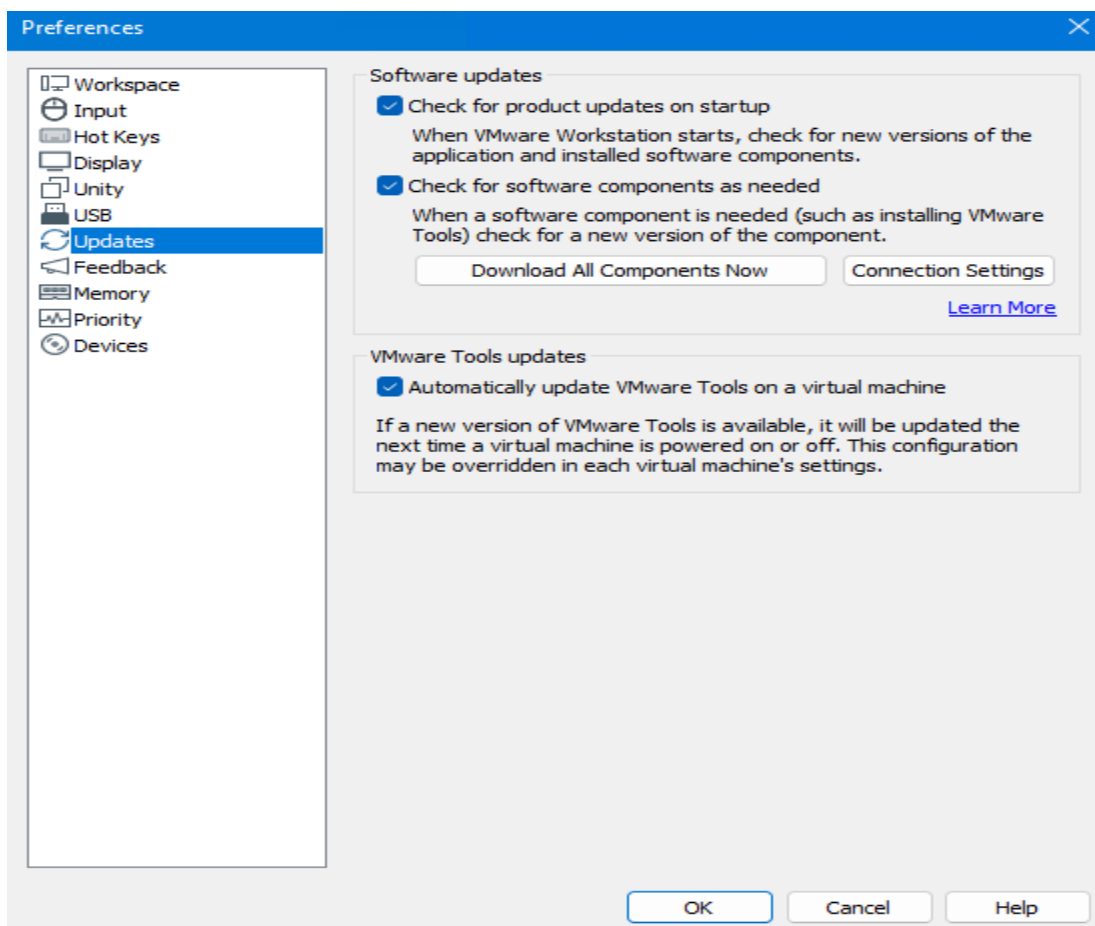 Preferences
Workspace
Input
Hot Keys
Display
Unity
USB
Updates
Feedback
Memory
Priority
Devices
Software updates
Check for product updates on startup
When VMware Workstation starts, check for new versions of the
application and installed software components.
Check for software components as needed
When a software component is needed (such as installing VMware
Tools) check for a new version of the component.
Download All Components Now
Connection Settings
Learn More
VMware Tools updates
Automatically update VMware Tools on a virtual machine
If a new version of VMware Tools is available, it will be updated the
next time a virtual machine is powered on or off. This configuration
may be overridden in each virtual machine's settings.
OK
Cancel
Help